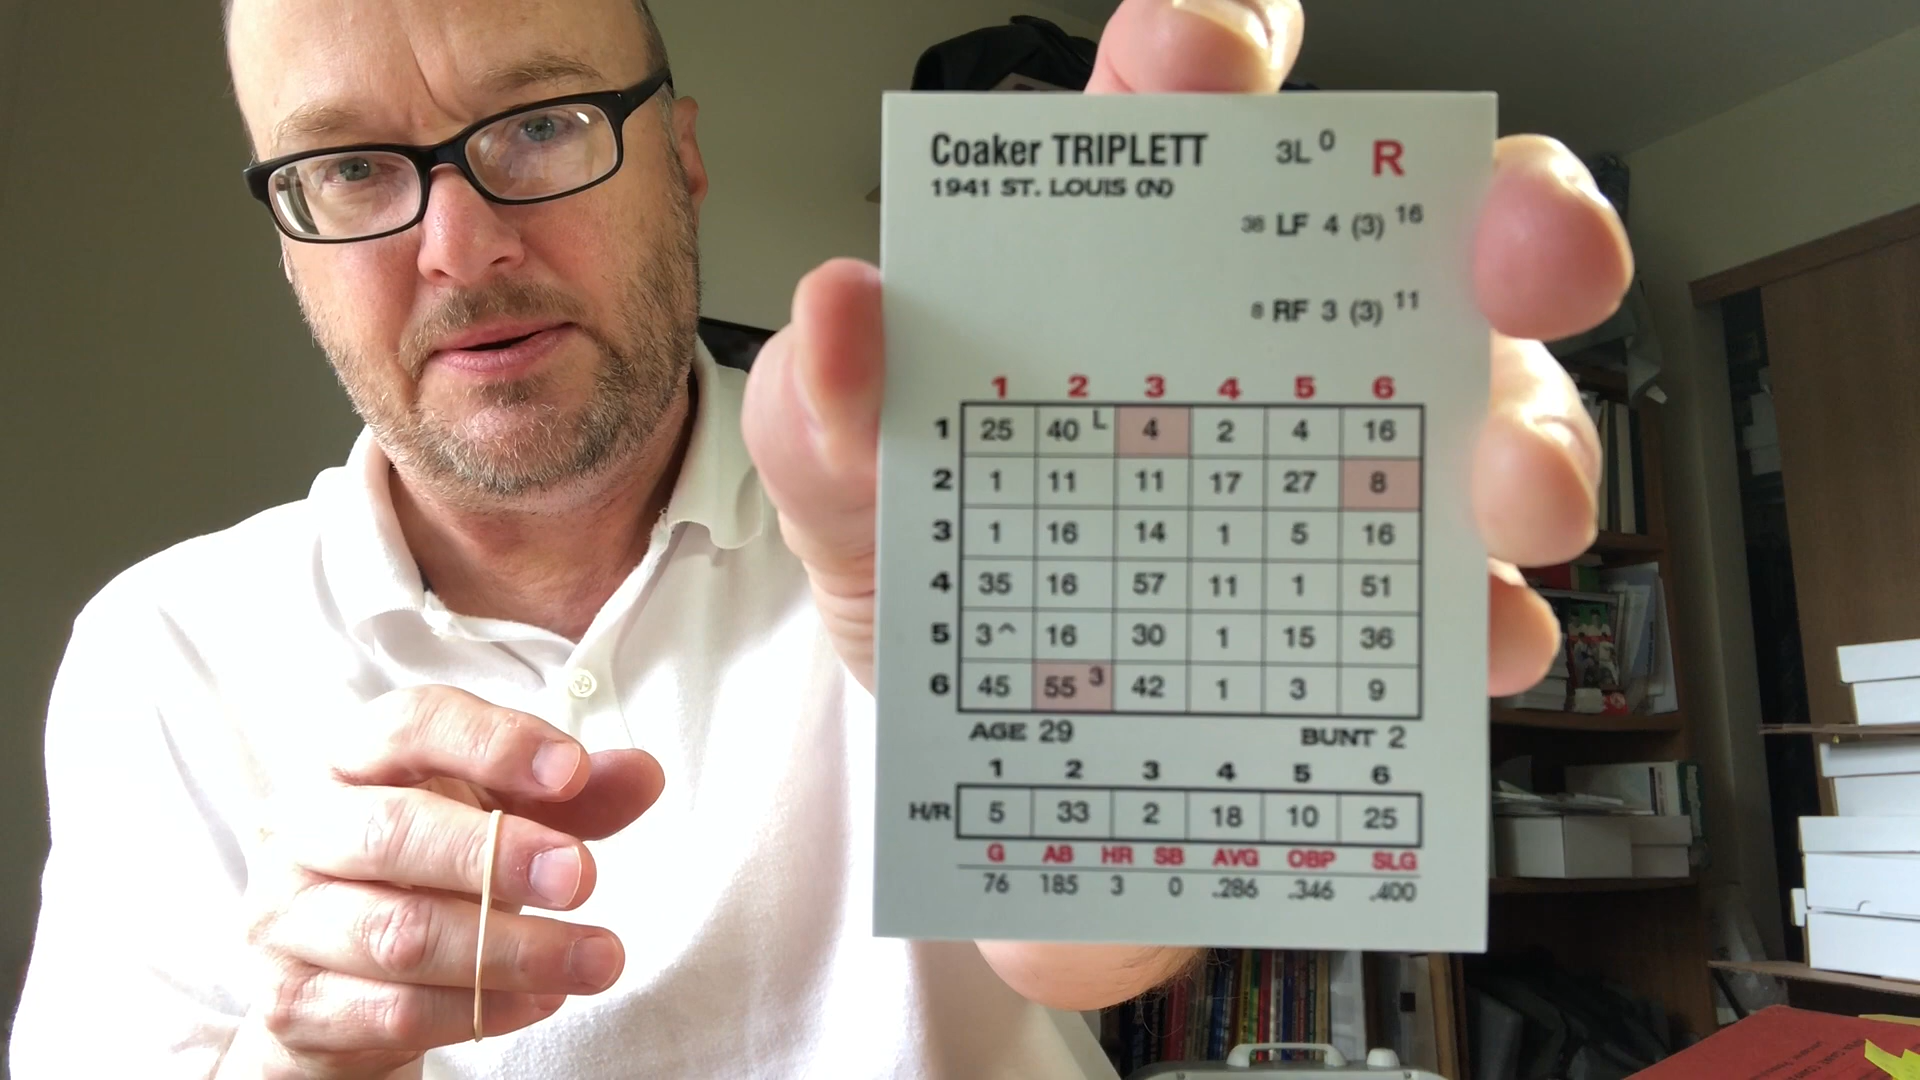 Coaker TRIPLETT 3L 0 R
1941 ST. LOUIS (N)
36 LF 4 (3) 16
8 RF 3 (3) 11
1 2 3 4 5 6
1 25 40 L 4 2 4 16
2 1 11 11 17 27 8
3 1 16 14 1 5 16
4 35 16 57 11 1 51
5 3^ 16 30 1 15 36
6 45 55 3 42 1 3 9
AGE 29 BUNT 2
1 2 3 4 5 6
H/R 5 33 2 18 10 25
G AB HR SB AVG OBP SLG
76 185 3 0 .286 .346 .400